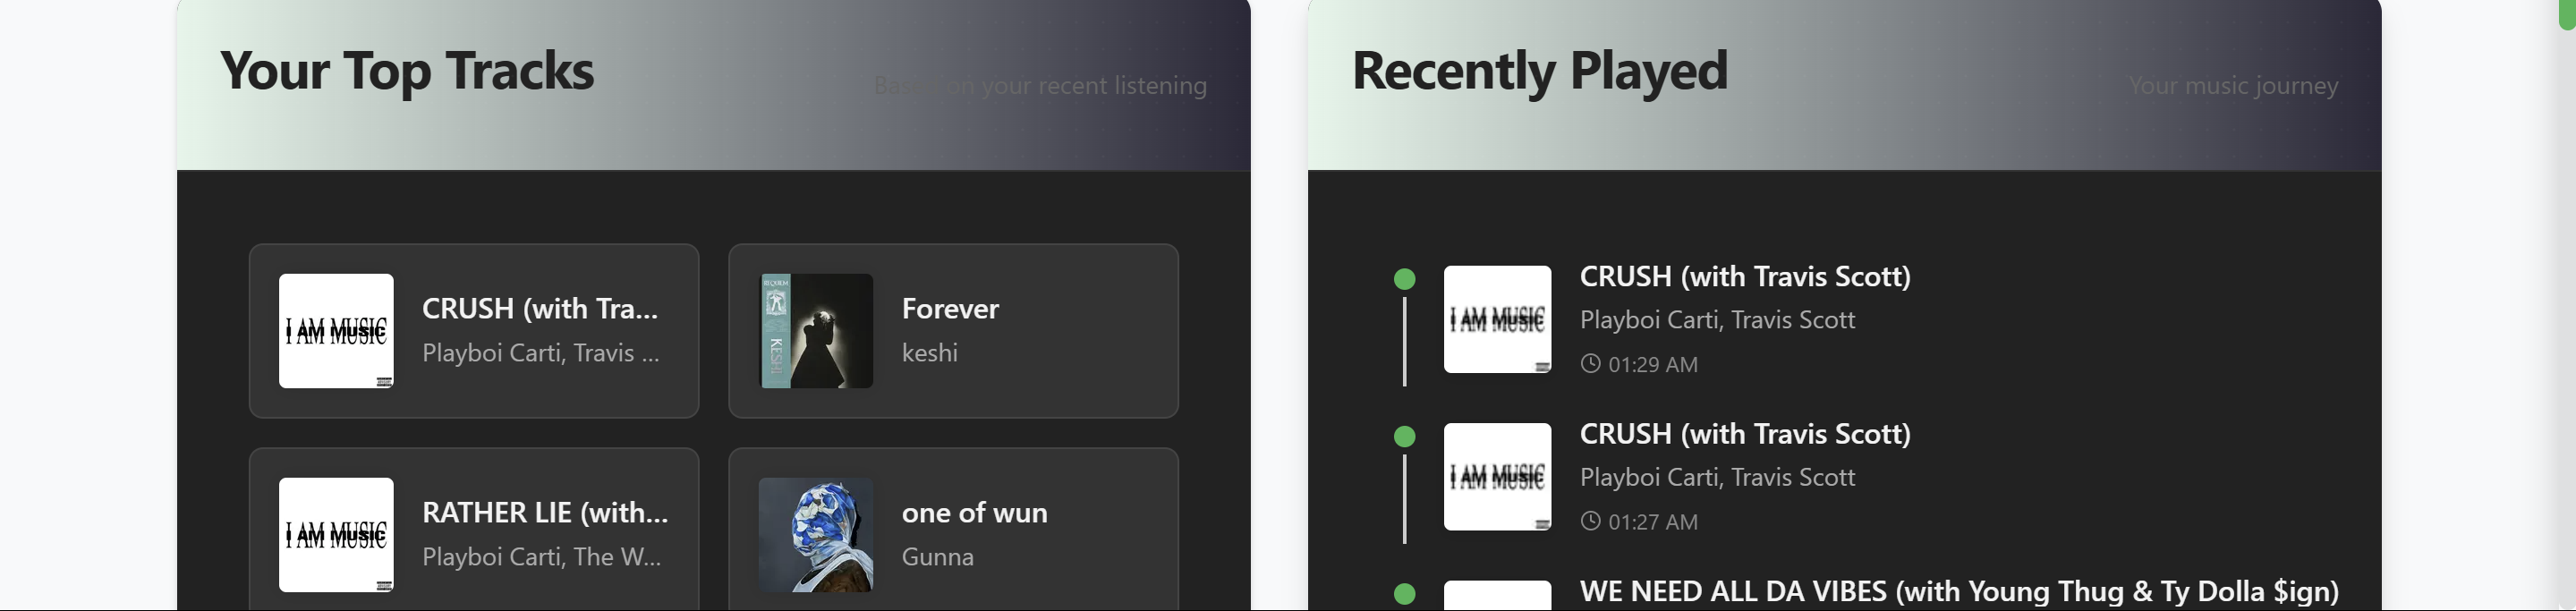 Your Top Tracks
Based on your recent listening
I AM MUSIC
CRUSH (with Tra...
Playboi Carti, Travis ...
REQUIEM
KESHI
Forever
keshi
I AM MUSIC
RATHER LIE (with...
Playboi Carti, The W...
one of wun
Gunna
Recently Played
Your music journey
I AM MUSIC
CRUSH (with Travis Scott)
Playboi Carti, Travis Scott
01:29 AM
I AM MUSIC
CRUSH (with Travis Scott)
Playboi Carti, Travis Scott
01:27 AM
WE NEED ALL DA VIBES (with Young Thug & Ty Dolla $ign)